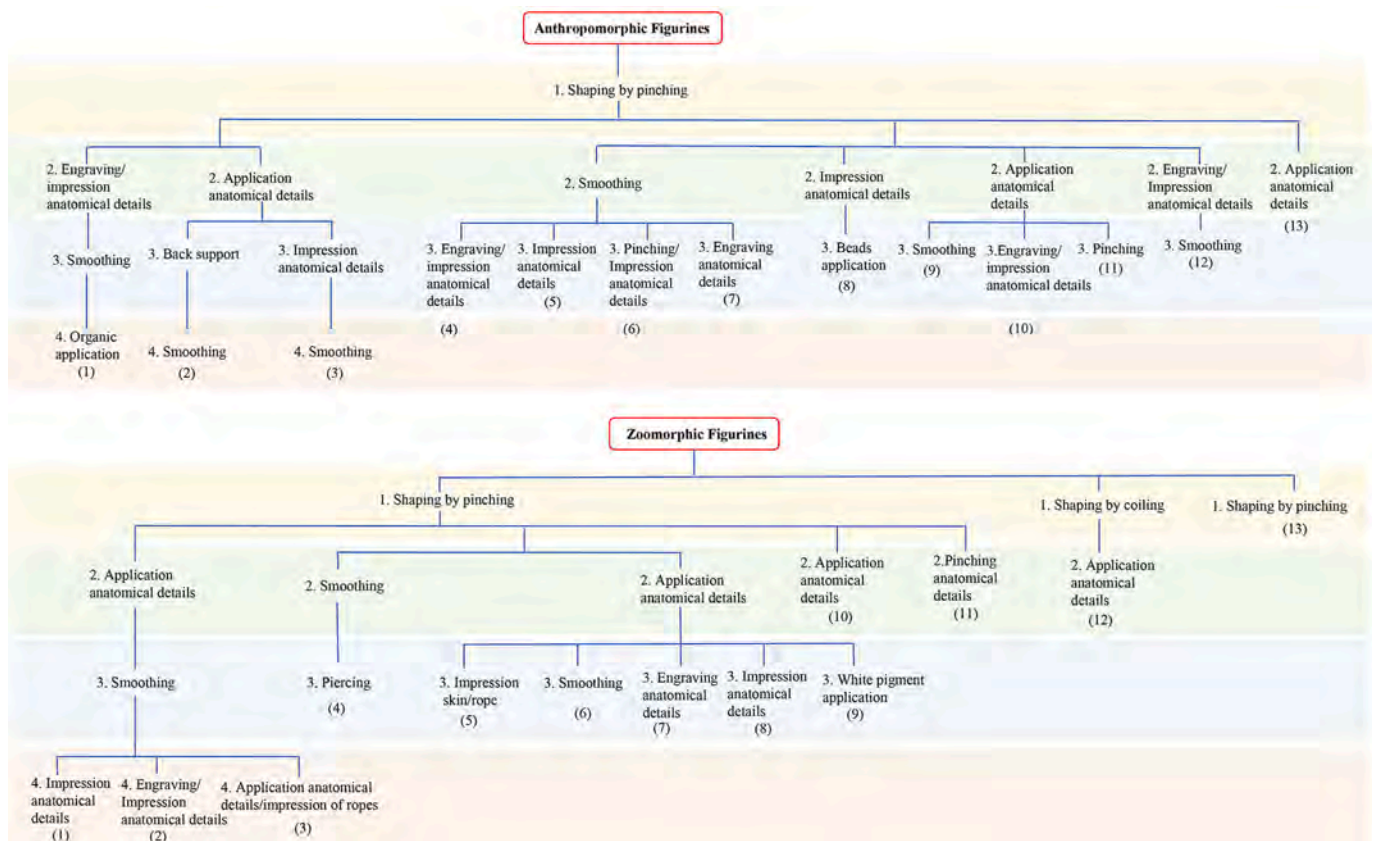 Anthropomorphic Figurines
1. Shaping by pinching
2. Engraving/
impression
anatomical details
2. Application
anatomical details
2. Smoothing
2. Impression
anatomical details
2. Application
anatomical
details
2. Engraving/
Impression
anatomical details
2. Application
anatomical
details
(13)
3. Smoothing
3. Back support
3. Impression
anatomical details
3. Engraving/
impression
anatomical
details
(4)
3. Impression
anatomical
details
(5)
3. Pinching/
Impression
anatomical
details
(6)
3. Engraving
anatomical
details
(7)
3. Beads
application
(8)
3. Smoothing
(9)
3.Engraving/
impression
anatomical details
(10)
3. Pinching
(11)
3. Smoothing
(12)
4. Organic
application
(1)
4. Smoothing
(2)
4. Smoothing
(3)
Zoomorphic Figurines
1. Shaping by pinching
1. Shaping by coiling
1. Shaping by pinching
(13)
2. Application
anatomical details
2. Smoothing
2. Application
anatomical details
2. Application
anatomical
details
(10)
2.Pinching
anatomical
details
(11)
2. Application
anatomical
details
(12)
3. Smoothing
3. Piercing
(4)
3. Impression
skin/rope
(5)
3. Smoothing
(6)
3. Engraving
anatomical
details
(7)
3. Impression
anatomical
details
(8)
3. White pigment
application
(9)
4. Impression
anatomical
details
(1)
4. Engraving/
Impression
anatomical details
(2)
4. Application anatomical
details/impression of ropes
(3)